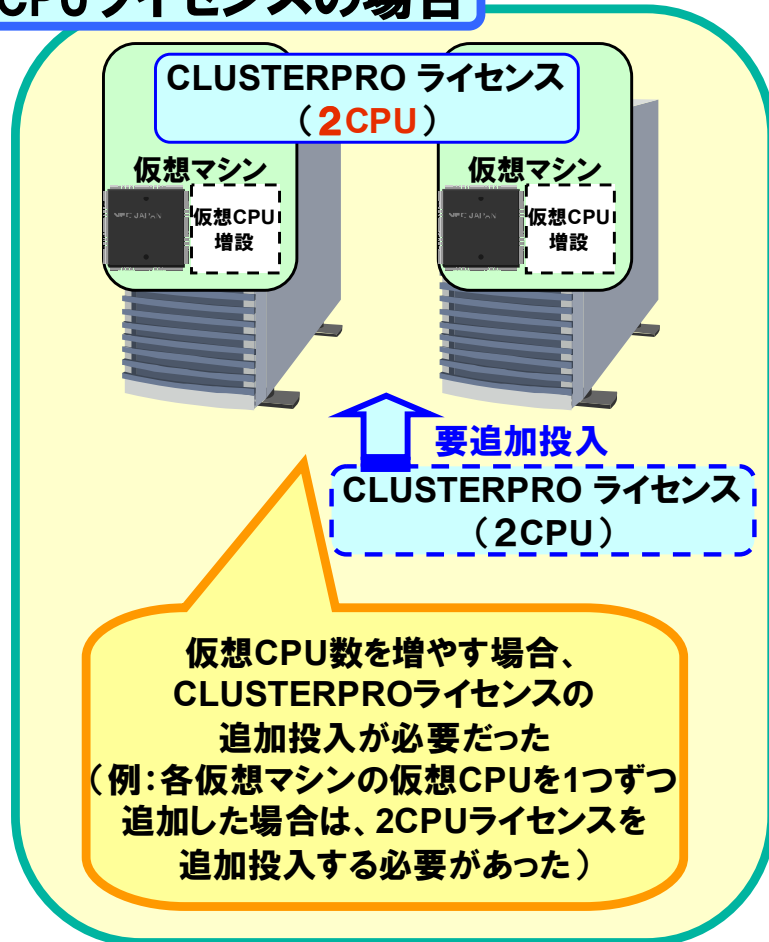 CPUライセンスの場合
CLUSTERPRO ライセンス
（2CPU）
仮想マシン
仮想マシン
NEC JAPAN
仮想CPU
増設
NEC JAPAN
仮想CPU
増設
要追加投入
CLUSTERPRO ライセンス
（2CPU）
仮想CPU数を増やす場合、
CLUSTERPROライセンスの
追加投入が必要だった
（例：各仮想マシンの仮想CPUを1つずつ
追加した場合は、2CPUライセンスを
追加投入する必要があった）